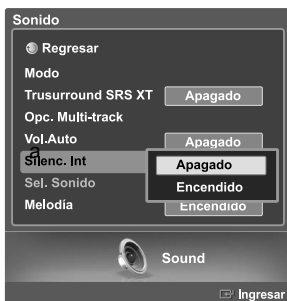 Sonido
Regresar
Modo
Trusurround SRS XT Apagado
Opc. Multi-track
Vol.Auto Apagado
a
Silenc. Int Apagado
Sel. Sonido Encendido
Melodía Encendido
Sound
Ingresar